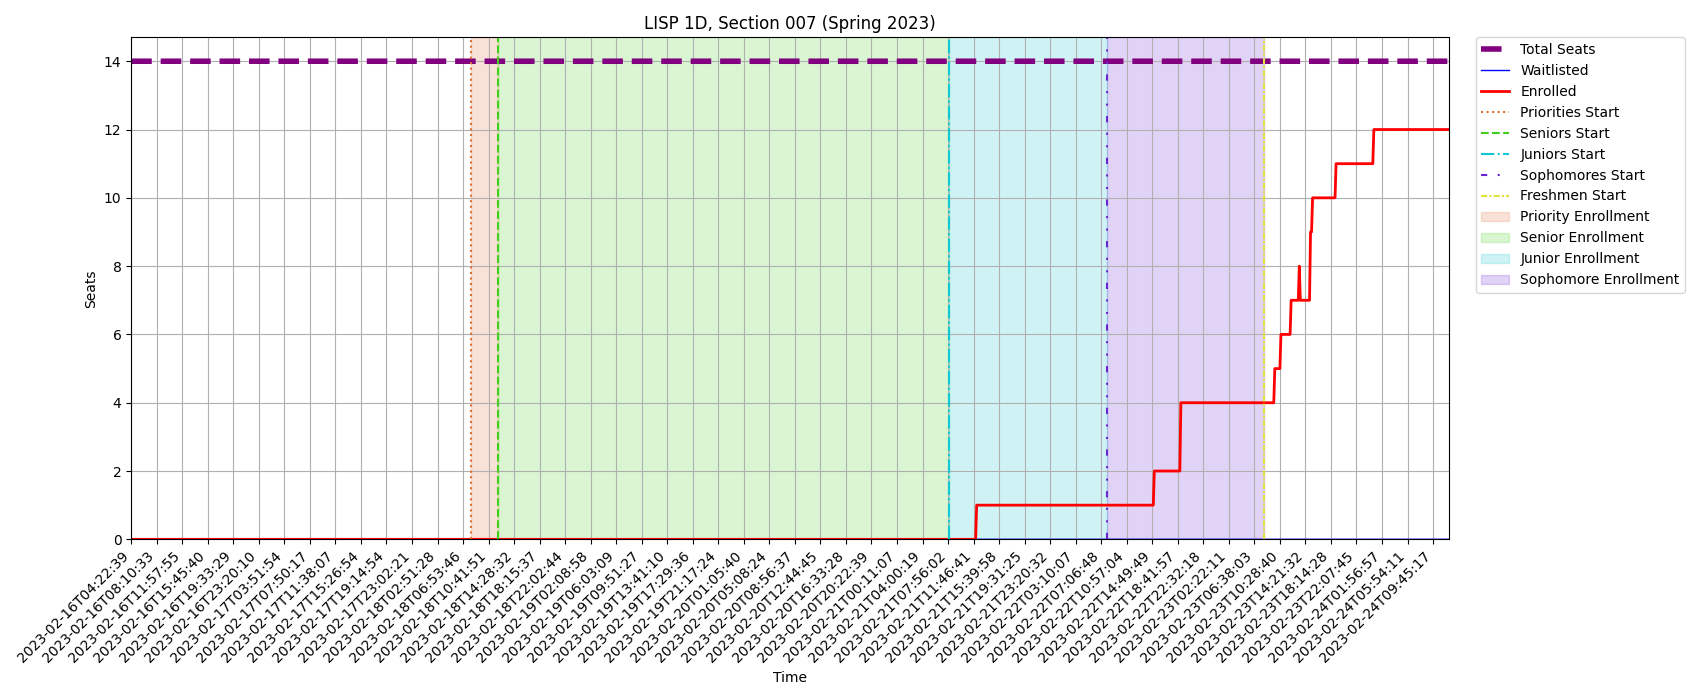 LISP 1D, Section 007 (Spring 2023)
Seats
14
12
10
8
6
4
2
0
2023-02-16T04:22:39
2023-02-16T08:10:33
2023-02-16T11:57:55
2023-02-16T15:45:40
2023-02-16T19:33:29
2023-02-16T23:20:10
2023-02-17T03:51:54
2023-02-17T07:50:17
2023-02-17T11:38:07
2023-02-17T15:26:54
2023-02-17T19:14:54
2023-02-17T23:02:21
2023-02-18T02:51:28
2023-02-18T06:53:46
2023-02-18T10:41:51
2023-02-18T14:28:32
2023-02-18T18:15:37
2023-02-18T22:02:44
2023-02-19T02:08:58
2023-02-19T06:03:09
2023-02-19T09:51:27
2023-02-19T13:41:10
2023-02-19T17:29:36
2023-02-19T21:17:24
2023-02-20T01:05:40
2023-02-20T05:08:24
2023-02-20T08:56:37
2023-02-20T12:44:45
2023-02-20T16:33:28
2023-02-20T20:22:39
2023-02-21T00:11:07
2023-02-21T04:00:19
2023-02-21T07:56:02
2023-02-21T11:46:41
2023-02-21T15:39:58
2023-02-21T19:31:25
2023-02-21T23:20:32
2023-02-22T03:10:07
2023-02-22T07:06:48
2023-02-22T10:57:04
2023-02-22T14:49:49
2023-02-22T18:41:57
2023-02-22T22:32:18
2023-02-23T02:22:11
2023-02-23T06:38:03
2023-02-23T10:28:40
2023-02-23T14:21:32
2023-02-23T18:14:28
2023-02-23T22:07:45
2023-02-24T01:56:57
2023-02-24T05:54:11
2023-02-24T09:45:17
Time
Total Seats
Waitlisted
Enrolled
Priorities Start
Seniors Start
Juniors Start
Sophomores Start
Freshmen Start
Priority Enrollment
Senior Enrollment
Junior Enrollment
Sophomore Enrollment